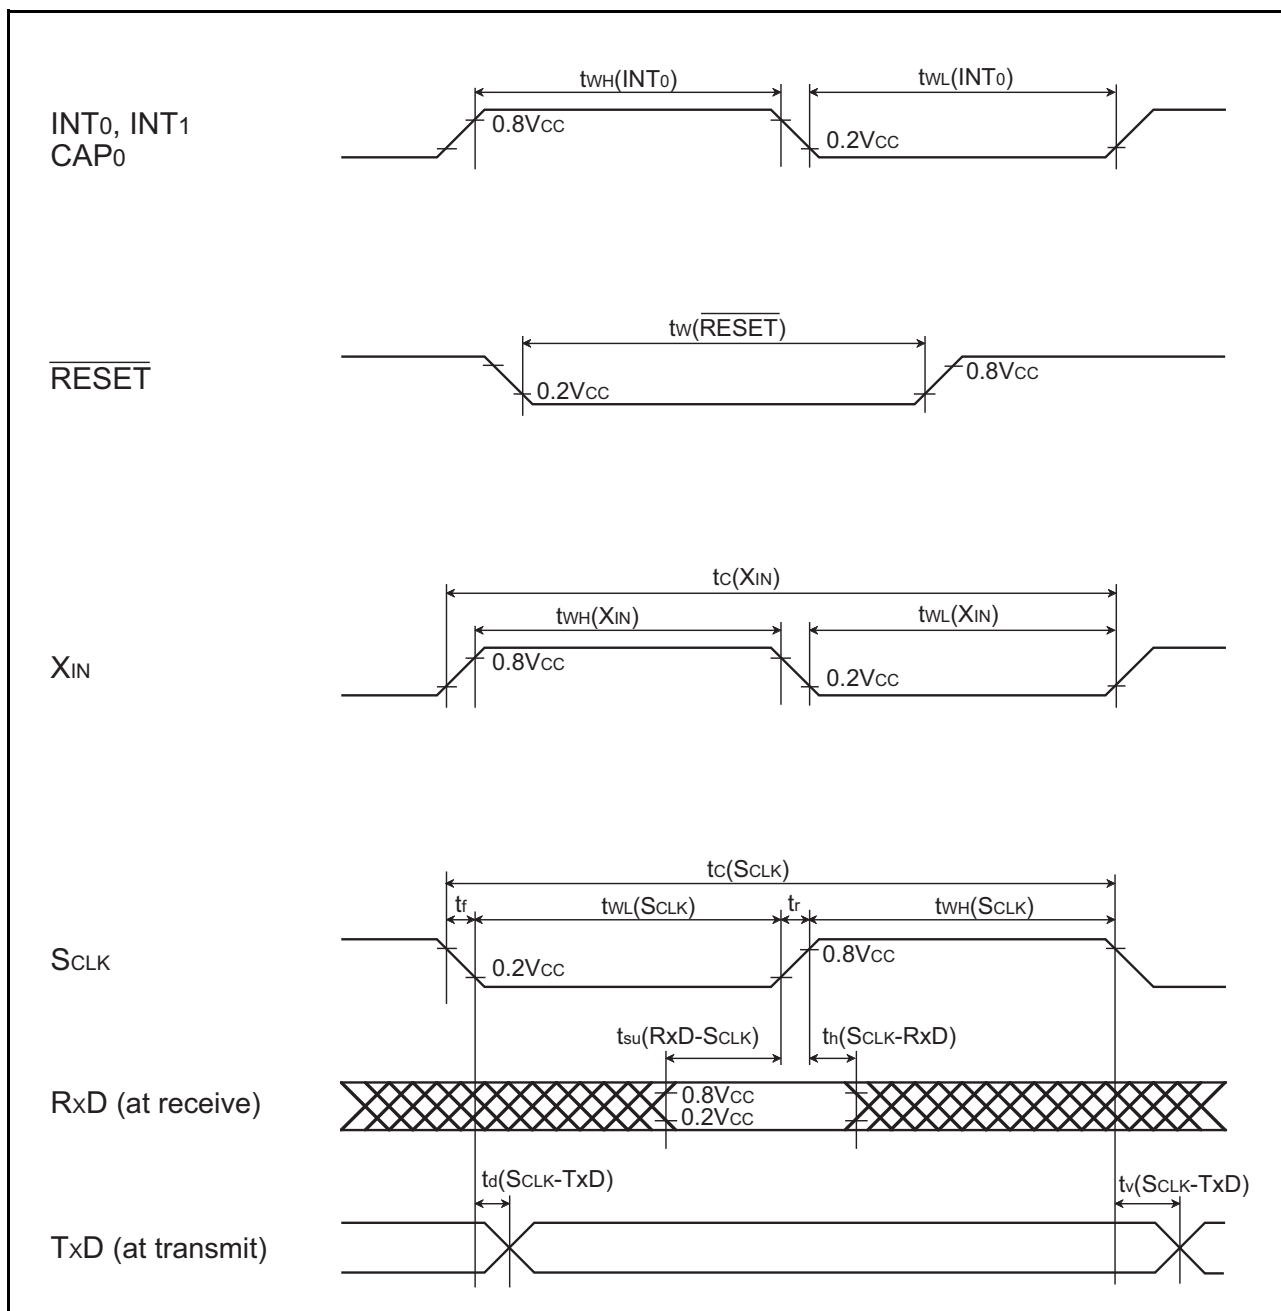 tWH(INT0)
tWL(INT0)
INT0, INT1
CAP0
0.8VCC
0.2VCC
tW(RESET)
RESET
0.2VCC
0.8VCC
tC(XIN)
tWH(XIN)
tWL(XIN)
XIN
0.8VCC
0.2VCC
tC(SCLK)
tf
tWL(SCLK)
tr
tWH(SCLK)
SCLK
0.2VCC
0.8VCC
tsu(RxD-SCLK)
th(SCLK-RxD)
RXD (at receive)
0.8VCC
0.2VCC
td(SCLK-TxD)
tv(SCLK-TxD)
TXD (at transmit)